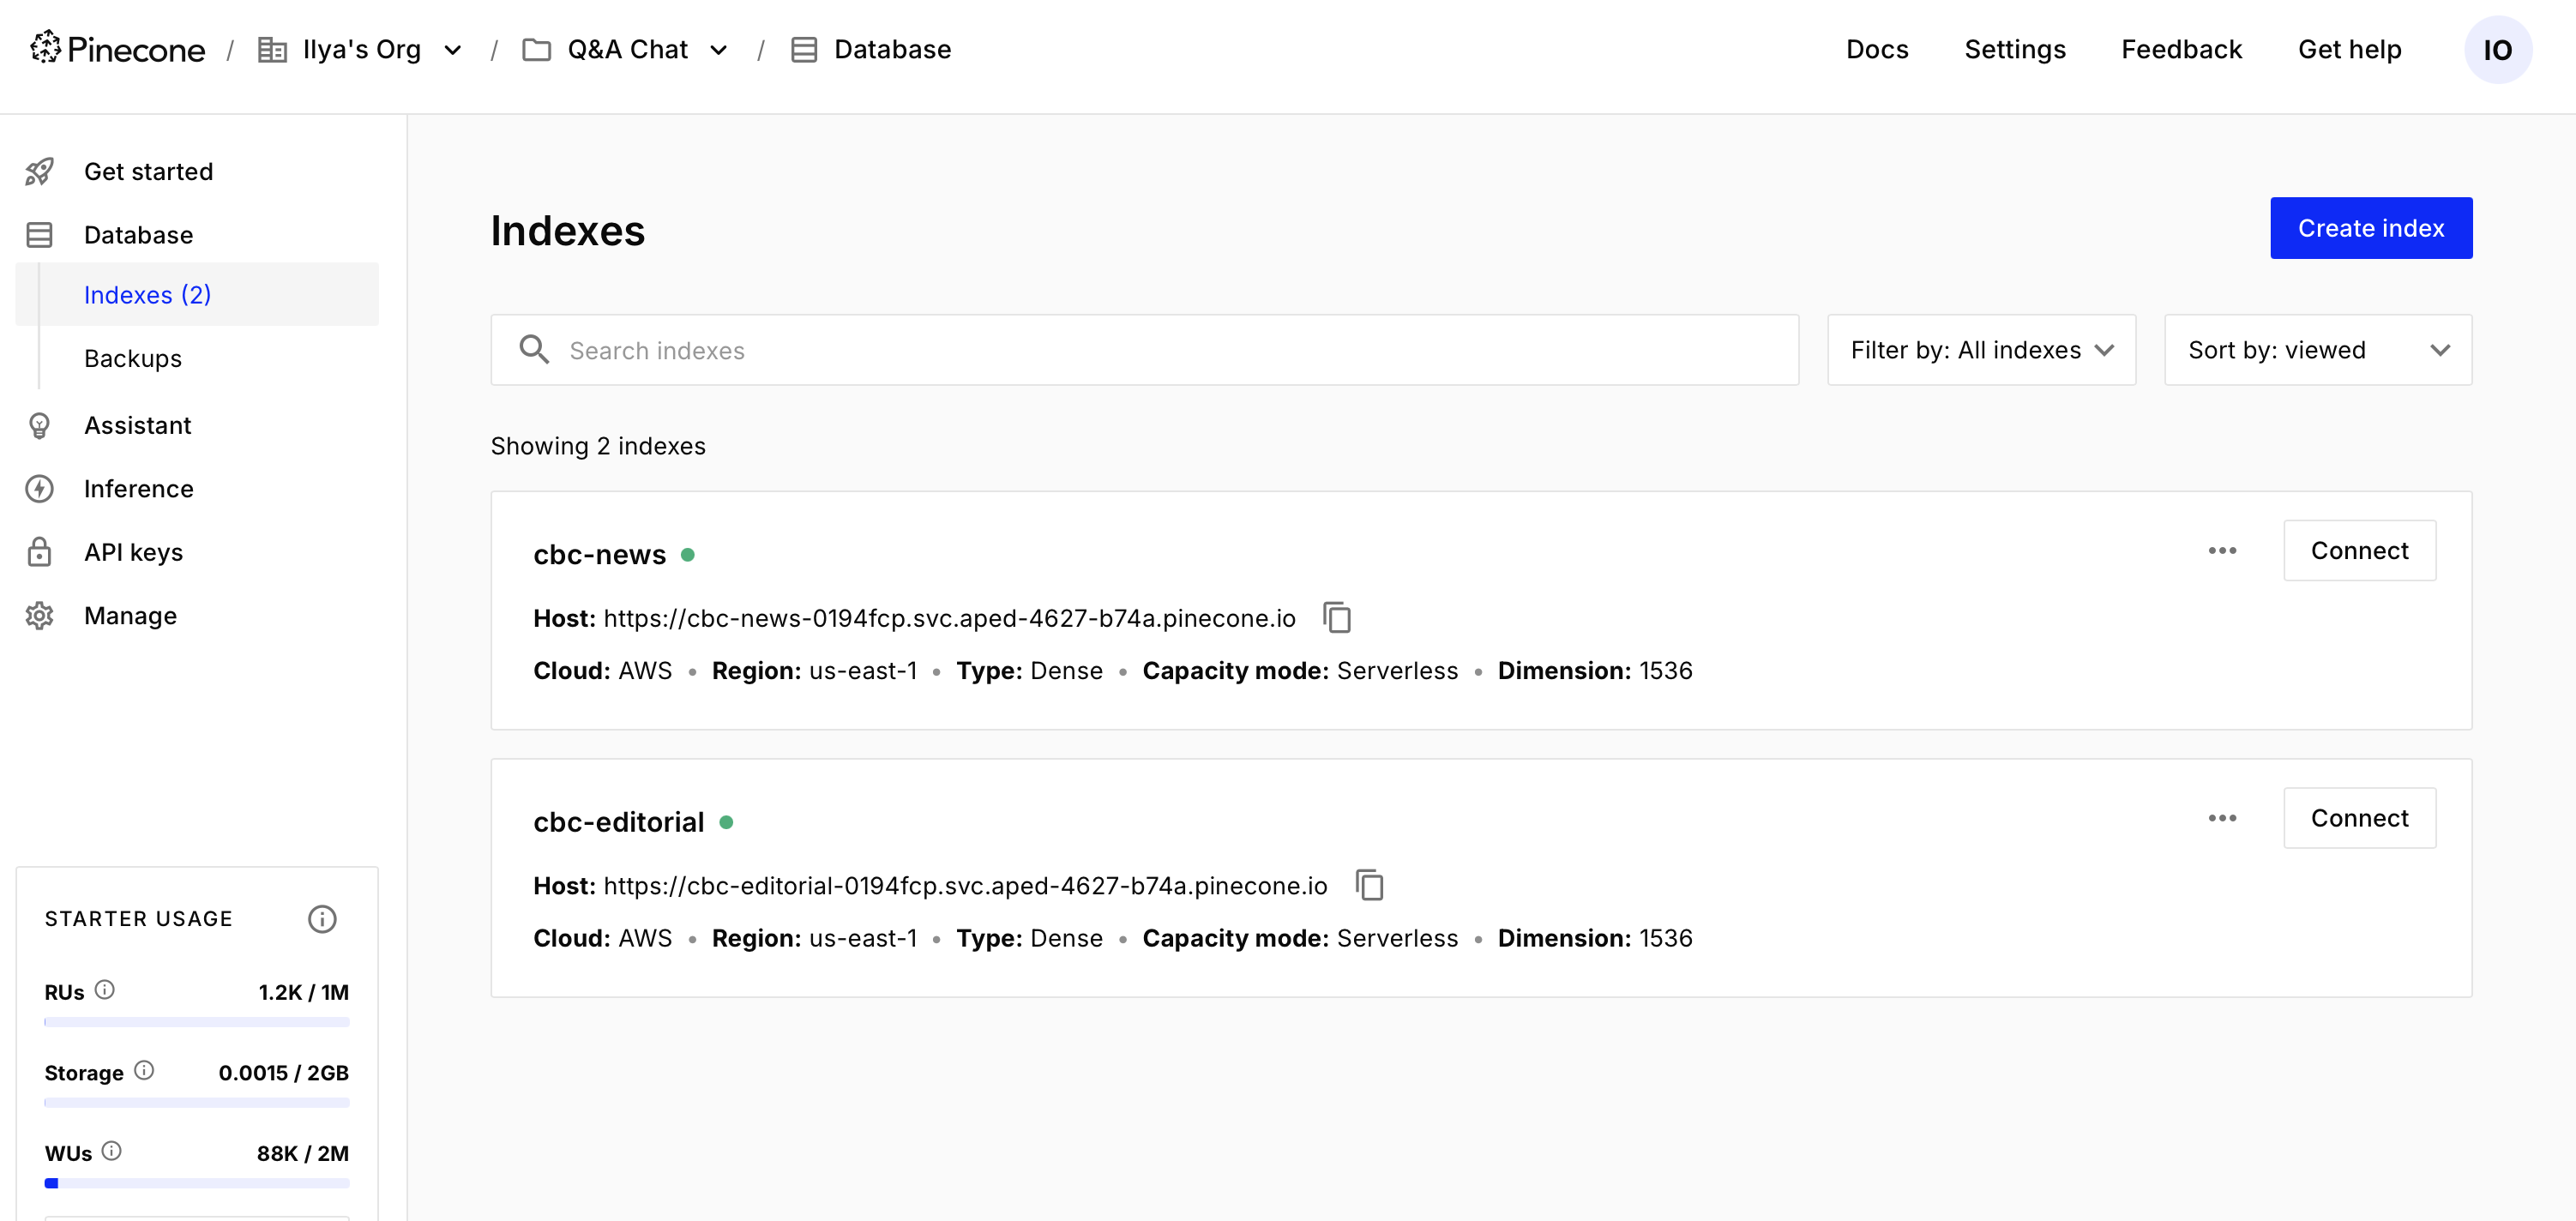 Pinecone / Ilya's Org / Q&A Chat / Database
Docs Settings Feedback Get help IO
Get started
Database
Indexes (2)
Backups
Assistant
Inference
API keys
Manage
STARTER USAGE
RUs 1.2K / 1M
Storage 0.0015 / 2GB
WUs 88K / 2M
Indexes
Create index
Search indexes
Filter by: All indexes
Sort by: viewed
Showing 2 indexes
cbc-news
Connect
Host: https://cbc-news-0194fcp.svc.aped-4627-b74a.pinecone.io
Cloud: AWS • Region: us-east-1 • Type: Dense • Capacity mode: Serverless • Dimension: 1536
cbc-editorial
Connect
Host: https://cbc-editorial-0194fcp.svc.aped-4627-b74a.pinecone.io
Cloud: AWS • Region: us-east-1 • Type: Dense • Capacity mode: Serverless • Dimension: 1536